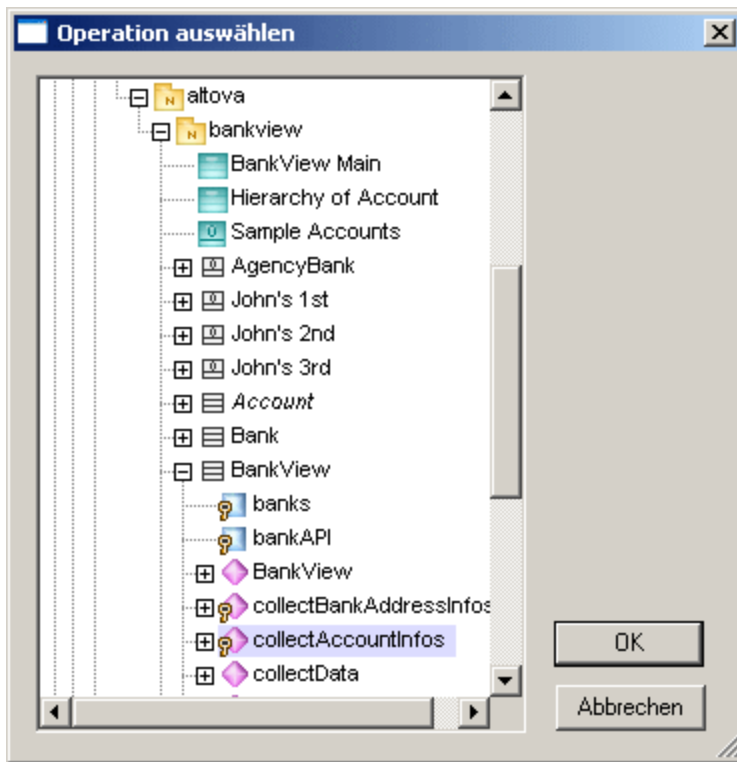 Operation auswählen
altova
bankview
BankView Main
Hierarchy of Account
Sample Accounts
AgencyBank
John's 1st
John's 2nd
John's 3rd
Account
Bank
BankView
banks
bankAPI
BankView
collectBankAddressInfos
collectAccountInfos
collectData
OK
Abbrechen